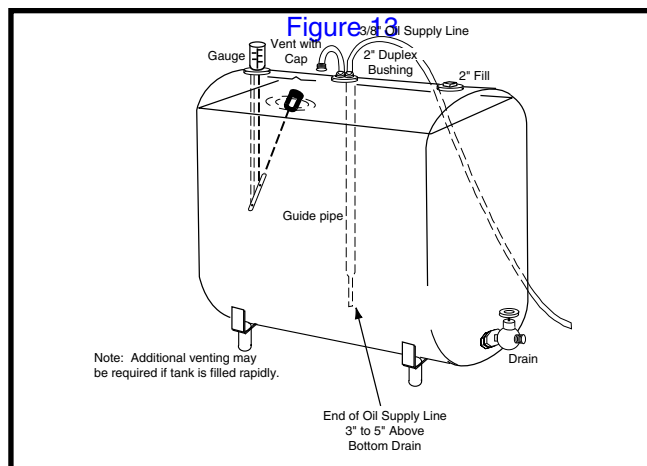 Figure 13
3/8" Oil Supply Line
Vent with
Cap
Gauge
2" Duplex
Bushing
2" Fill
Guide pipe
Note: Additional venting may
be required if tank is filled rapidly.
Drain
End of Oil Supply Line
3" to 5" Above
Bottom Drain